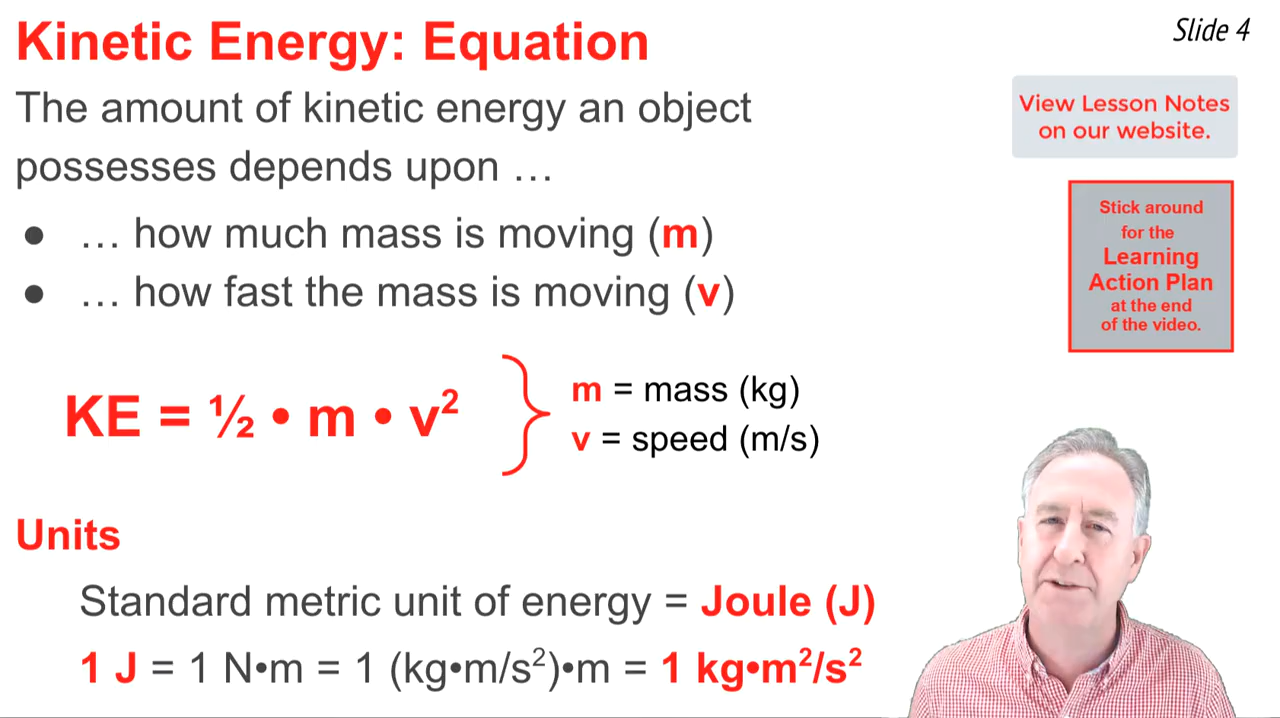 Kinetic Energy: Equation
Slide 4
The amount of kinetic energy an object
possesses depends upon …
● … how much mass is moving (m)
● … how fast the mass is moving (v)
View Lesson Notes
on our website.
Stick around
for the
Learning
Action Plan
at the end
of the video.
KE = ½ • m • v²
m = mass (kg)
v = speed (m/s)
Units
Standard metric unit of energy = Joule (J)
1 J = 1 N•m = 1 (kg•m/s²)•m = 1 kg•m²/s²